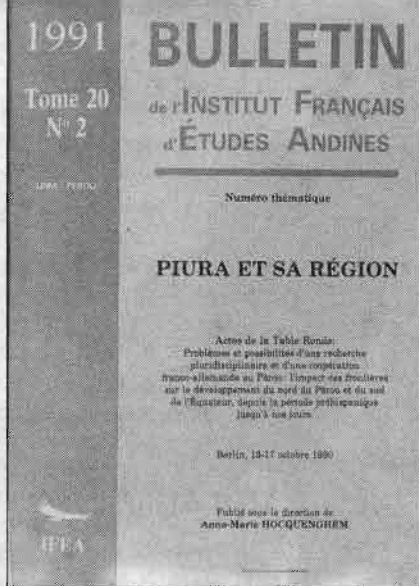 1991
Tome 20
N° 2
LIMA - PEROU
BULLETIN
de l'INSTITUT FRANÇAIS
d'ÉTUDES ANDINES
Numéro thématique
PIURA ET SA RÉGION
Actes de la Table Ronde:
Problèmes et possibilités d'une recherche
pluridisciplinaire et d'une coopération
franco-allemande au Pérou: l'impact des frontières
sur le développement du nord du Pérou et du sud
de l'Équateur, depuis la période préhispanique
jusqu'à nos jours
Berlin, octobre 1990
Publié sous la direction de
Anne-Marie HOCQUENGHEM
IFEA